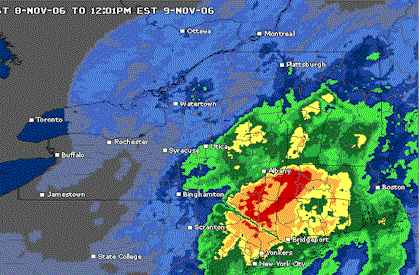 ST 8-NOV-06 TO 12:01PM EST 9-NOV-06
Ottawa
Montreal
Plattsburgh
Watertown
Toronto
Rochester
Syracuse
Utica
Buffalo
Albany
Jamestown
Binghamton
Boston
Scranton
Bridgeport
State College
Yonkers
New York City